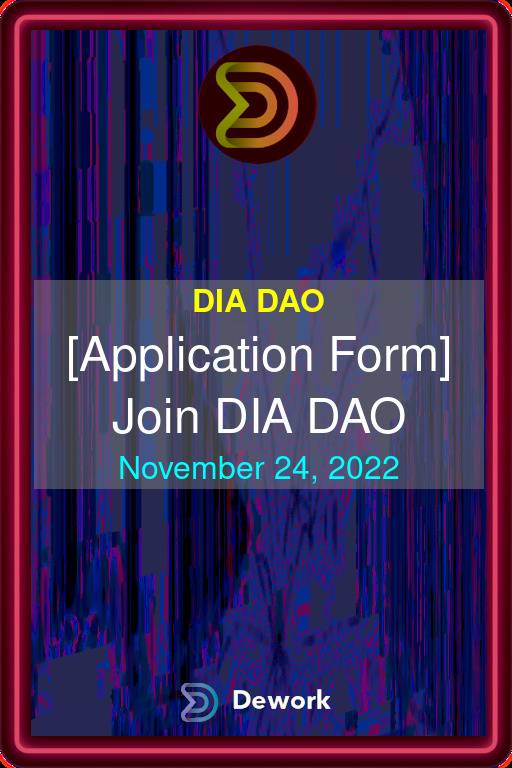 DIA DAO
[Application Form]
Join DIA DAO
November 24, 2022
Dework